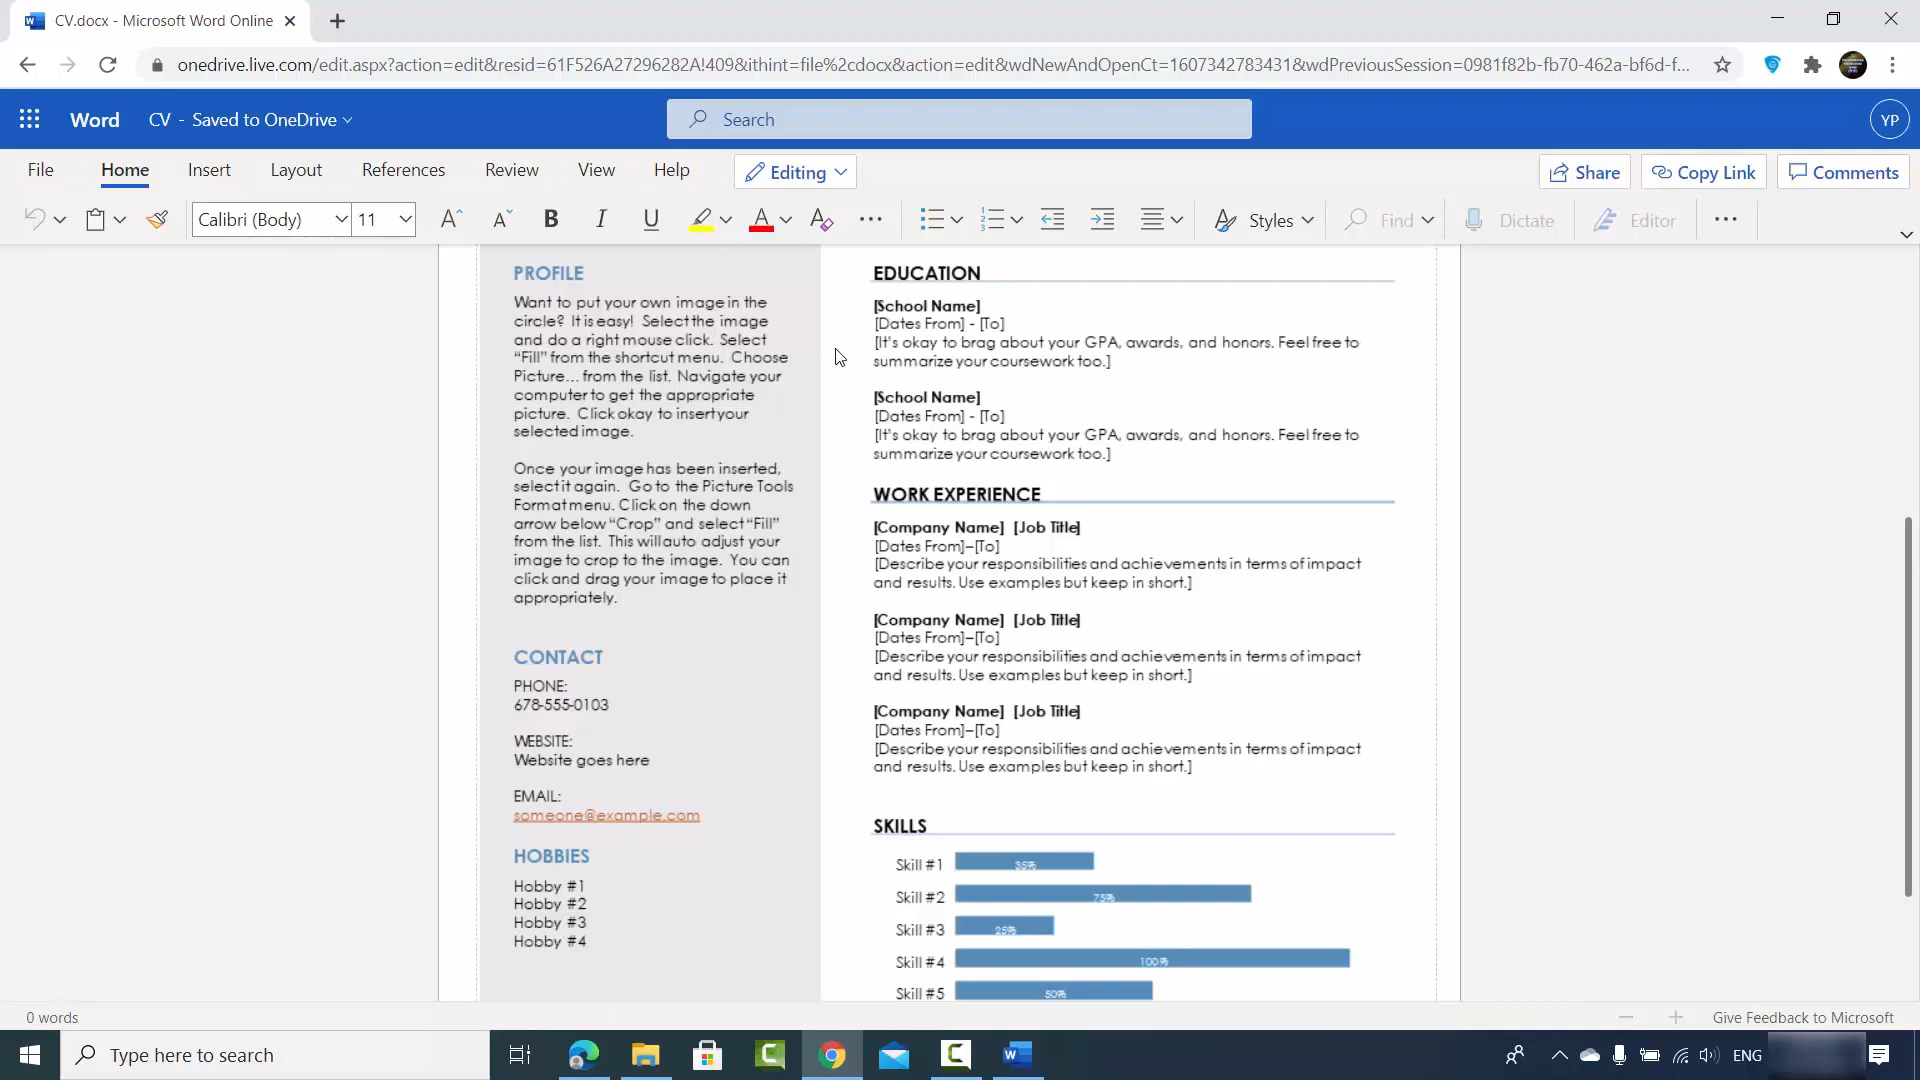 CV.docx - Microsoft Word Online
onedrive.live.com/edit.aspx?action=edit&resid=61F526A27296282A!409&ithint=file%2cdocx&action=edit&wdNewAndOpenCt=1607342783431&wdPreviousSession=0981f82b-fb70-462a-bf6d-f...
Word CV - Saved to OneDrive Search YP
File Home Insert Layout References Review View Help Editing Share Copy Link Comments
Calibri (Body) 11 B I U A Styles Find Dictate Editor
PROFILE
Want to put your own image in the
circle? It is easy! Select the image
and do a right mouse click. Select
“Fill” from the shortcut menu. Choose
Picture… from the list. Navigate your
computer to get the appropriate
picture. Click okay to insert your
selected image.
Once your image has been inserted,
select it again. Go to the Picture Tools
Format menu. Click on the down
arrow below “Crop” and select “Fill”
from the list. This will auto adjust your
image to crop to the image. You can
click and drag your image to place it
appropriately.
CONTACT
PHONE:
678-555-0103
WEBSITE:
Website goes here
EMAIL:
someone@example.com
HOBBIES
Hobby #1
Hobby #2
Hobby #3
Hobby #4
EDUCATION
[School Name]
[Dates From] - [To]
[It's okay to brag about your GPA, awards, and honors. Feel free to
summarize your coursework too.]
[School Name]
[Dates From] - [To]
[It's okay to brag about your GPA, awards, and honors. Feel free to
summarize your coursework too.]
WORK EXPERIENCE
[Company Name] [Job Title]
[Dates From]–[To]
[Describe your responsibilities and achievements in terms of impact
and results. Use examples but keep in short.]
[Company Name] [Job Title]
[Dates From]–[To]
[Describe your responsibilities and achievements in terms of impact
and results. Use examples but keep in short.]
[Company Name] [Job Title]
[Dates From]–[To]
[Describe your responsibilities and achievements in terms of impact
and results. Use examples but keep in short.]
SKILLS
Skill #1 35%
Skill #2 75%
Skill #3 25%
Skill #4 100%
Skill #5 50%
0 words Give Feedback to Microsoft
Type here to search ENG